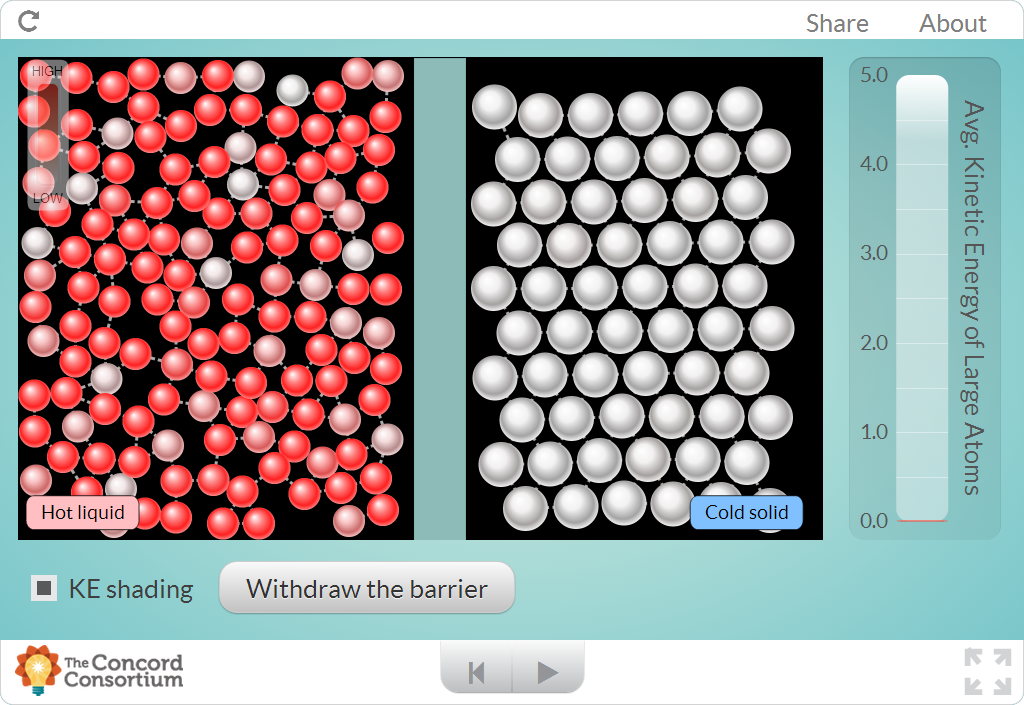 Share About
HIGH
LOW
Hot liquid
Cold solid
5.0
4.0
3.0
2.0
1.0
0.0
Avg. Kinetic Energy of Large Atoms
KE shading
Withdraw the barrier
The Concord
Consortium